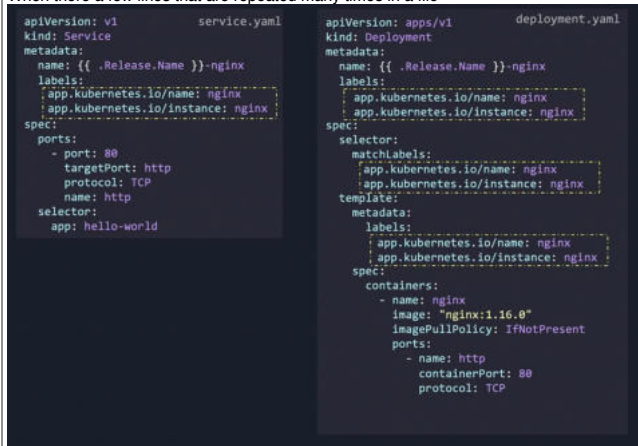 When there a few lines that are repeated many times in a file
apiVersion: v1 service.yaml
kind: Service
metadata:
  name: {{ .Release.Name }}-nginx
  labels:
    app.kubernetes.io/name: nginx
    app.kubernetes.io/instance: nginx
spec:
  ports:
    - port: 80
      targetPort: http
      protocol: TCP
      name: http
  selector:
    app: hello-world
apiVersion: apps/v1 deployment.yaml
kind: Deployment
metadata:
  name: {{ .Release.Name }}-nginx
  labels:
    app.kubernetes.io/name: nginx
    app.kubernetes.io/instance: nginx
spec:
  selector:
    matchLabels:
      app.kubernetes.io/name: nginx
      app.kubernetes.io/instance: nginx
  template:
    metadata:
      labels:
        app.kubernetes.io/name: nginx
        app.kubernetes.io/instance: nginx
    spec:
      containers:
        - name: nginx
          image: "nginx:1.16.0"
          imagePullPolicy: IfNotPresent
          ports:
            - name: http
              containerPort: 80
              protocol: TCP